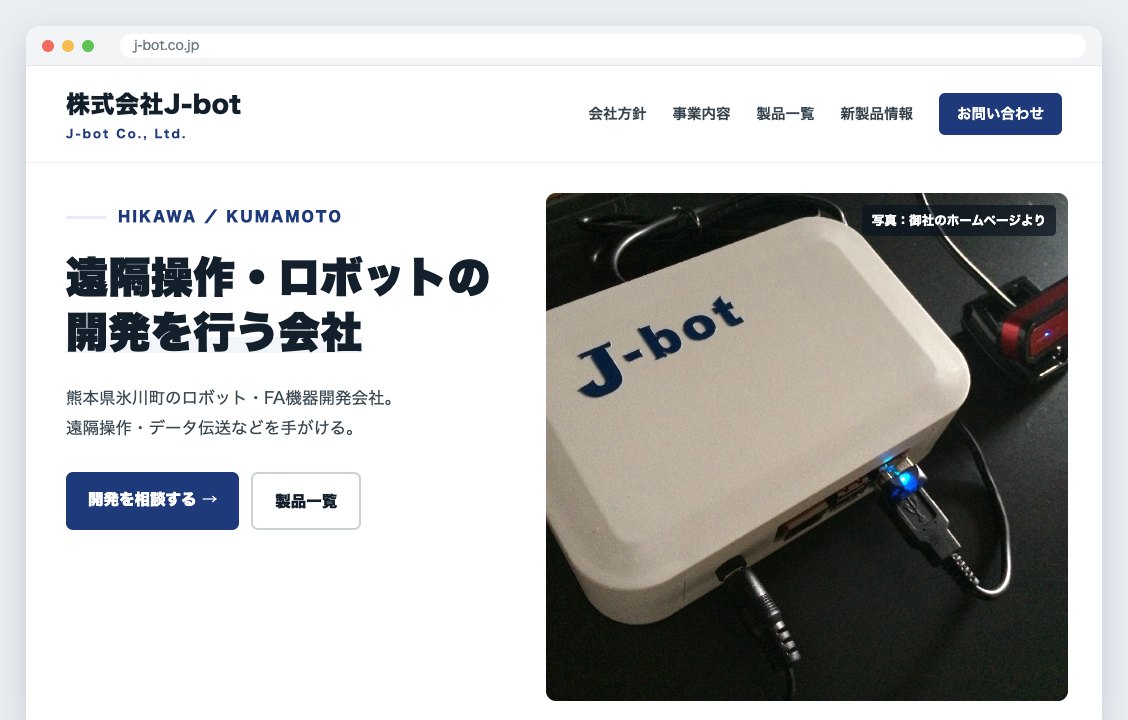 j-bot.co.jp
株式会社J-bot
J-bot Co., Ltd.
会社方針
事業内容
製品一覧
新製品情報
お問い合わせ
HIKAWA ／ KUMAMOTO
遠隔操作・ロボットの
開発を行う会社
熊本県氷川町のロボット・FA機器開発会社。
遠隔操作・データ伝送などを手がける。
開発を相談する →
製品一覧
写真：御社のホームページより
J-bot